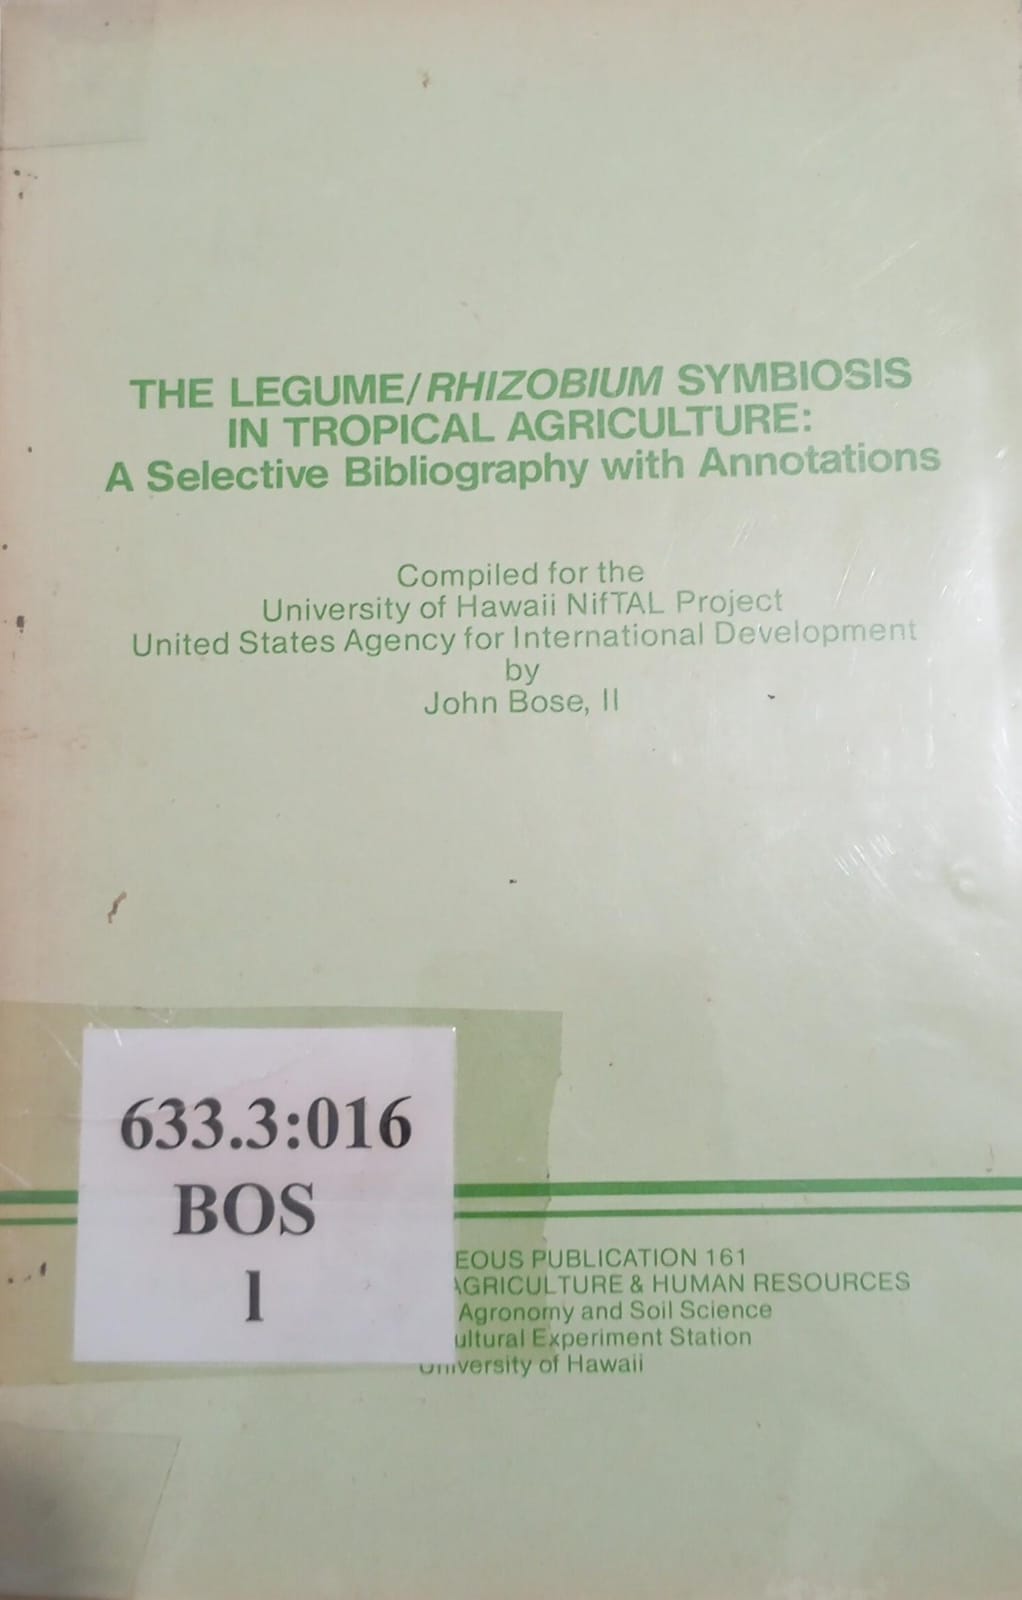 THE LEGUME/RHIZOBIUM SYMBIOSIS
IN TROPICAL AGRICULTURE:
A Selective Bibliography with Annotations
Compiled for the
University of Hawaii NifTAL Project
United States Agency for International Development
by
John Bose, II
633.3:016
BOS
l
EOUS PUBLICATION 161
AGRICULTURE & HUMAN RESOURCES
Agronomy and Soil Science
ultural Experiment Station
University of Hawaii